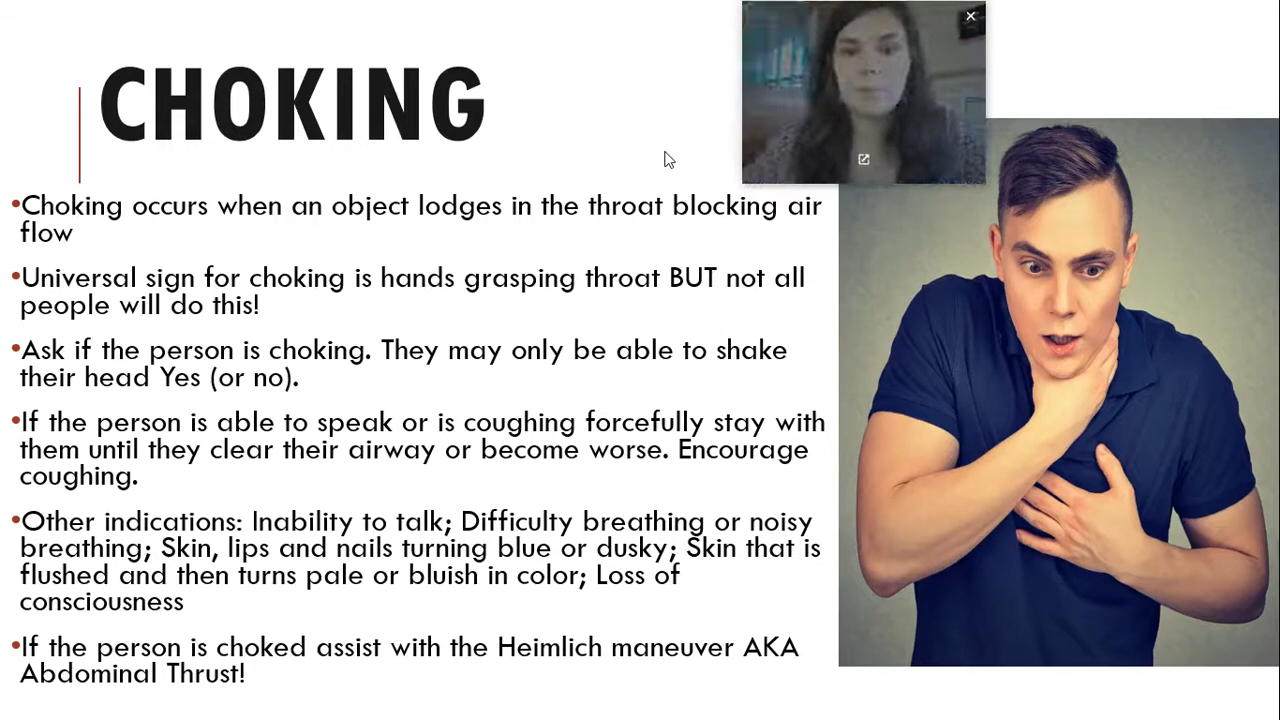 CHOKING
•Choking occurs when an object lodges in the throat blocking air
flow
•Universal sign for choking is hands grasping throat BUT not all
people will do this!
•Ask if the person is choking. They may only be able to shake
their head Yes (or no).
•If the person is able to speak or is coughing forcefully stay with
them until they clear their airway or become worse. Encourage
coughing.
•Other indications: Inability to talk; Difficulty breathing or noisy
breathing; Skin, lips and nails turning blue or dusky; Skin that is
flushed and then turns pale or bluish in color; Loss of
consciousness
•If the person is choked assist with the Heimlich maneuver AKA
Abdominal Thrust!